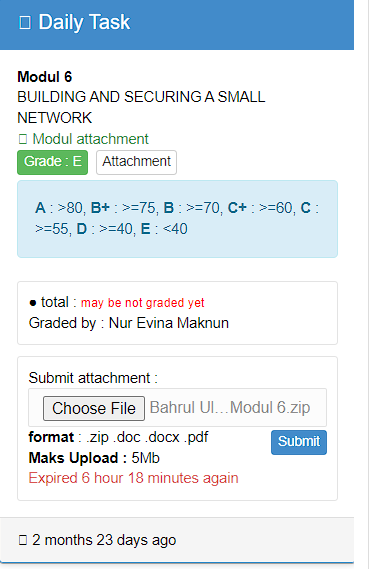 Daily Task
Modul 6
BUILDING AND SECURING A SMALL
NETWORK
Modul attachment
Grade : E Attachment
A : >80, B+ : >=75, B : >=70, C+ : >=60, C :
>=55, D : >=40, E : <40
● total : may be not graded yet
Graded by : Nur Evina Maknun
Submit attachment :
Choose File Bahrul Ul...Modul 6.zip
format : .zip .doc .docx .pdf
Submit
Maks Upload : 5Mb
Expired 6 hour 18 minutes again
2 months 23 days ago